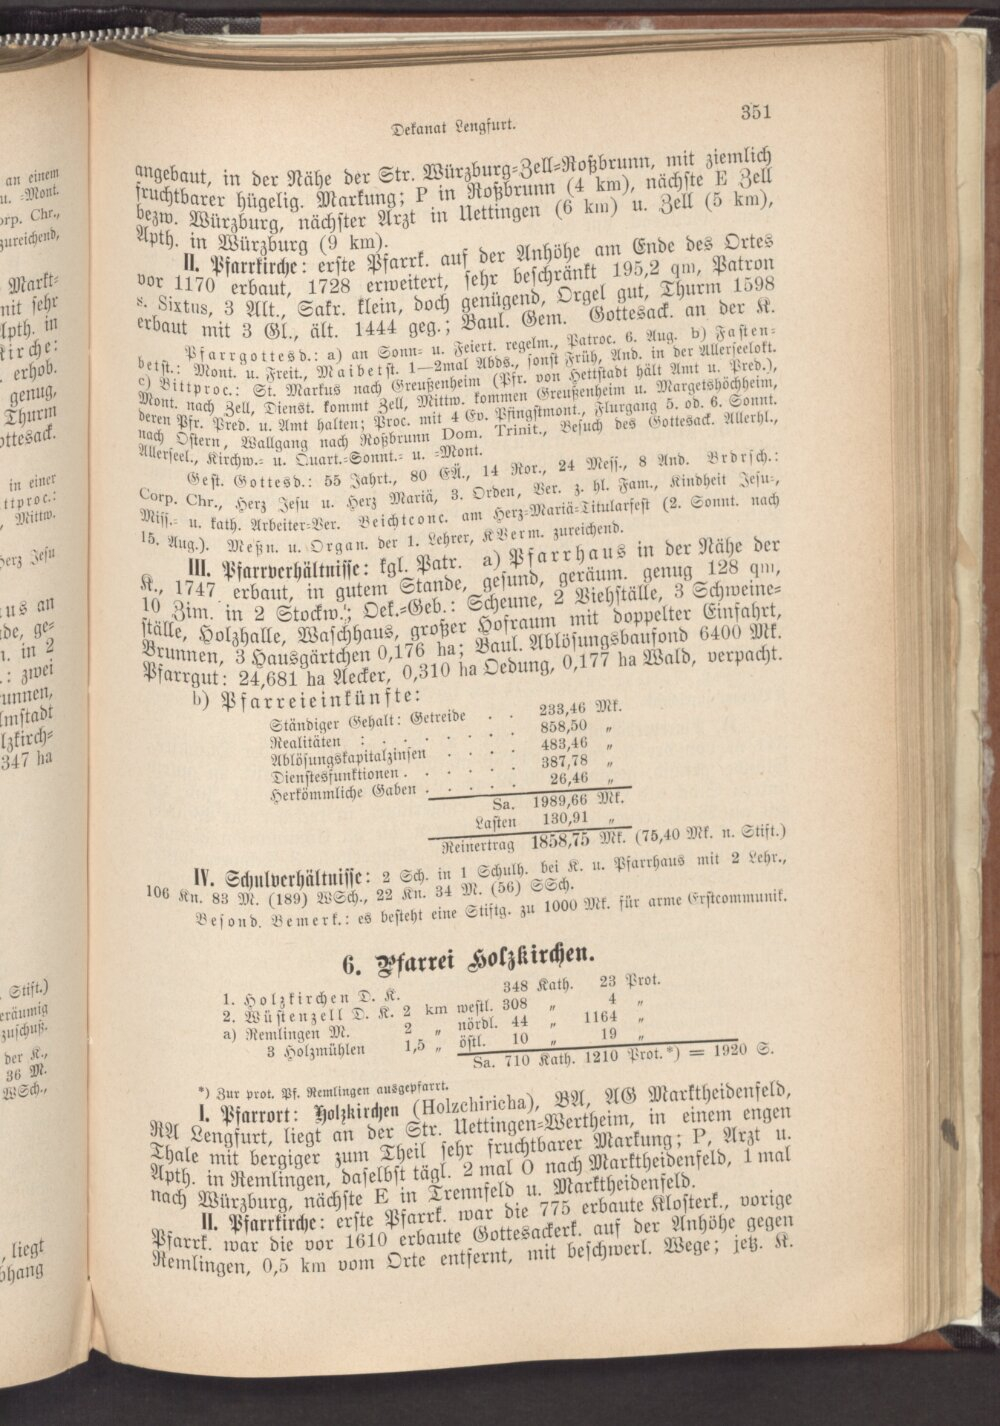 351
Dekanat Lengfurt.
angebaut, in der Nähe der Str. Würzburg-Zell-Roßbrunn, mit ziemlich
fruchtbarer hügelig. Markung; P in Roßbrunn (4 km), nächste E Zell
bezw. Würzburg, nächster Arzt in Uettingen (6 km) u. Zell (5 km),
Apth. in Würzburg (9 km).
II. Pfarrkirche: erste Pfarrk. auf der Anhöhe am Ende des Ortes
vor 1170 erbaut, 1728 erweitert, sehr beschränkt 195,2 qm, Patron
s. Sixtus, 3 Alt., Sakr. klein, doch genügend, Orgel gut, Thurm 1598
erbaut mit 3 Gl., ält. 1444 geg.; Baul. Gem. Gottesack. an der K.
Pfarrgottesd.: a) an Sonn- u. Feiert. regelm., Patroc. 6. Aug. b) Fasten-
betst.: Mont. u. Freit., Maibetst. 1—2mal Abds., sonst Früh, And. in der Allerseelokt.
c) Bittproc.: St. Markus nach Greußenheim (Pfr. von Hettstadt hält Amt u. Pred.),
Mont. nach Zell, Dienst. kommt Zell, Mittw. kommen Greußenheim u. Margetshöchheim,
deren Pfr. Pred. u. Amt halten; Proc. mit 4 Ev. Pfingstmont., Flurgang 5. od. 6. Sonnt.
nach Ostern, Wallgang nach Roßbrunn Dom. Trinit., Besuch des Gottesack. Allerhl.,
Allerseel., Kirchw.- u. Quart.-Sonnt.- u. -Mont.
Gest. Gottesd.: 55 Jahrt., 80 EÄ., 14 Ror., 24 Mess., 8 And. Brdrsch.:
Corp. Chr., Herz Jesu u. Herz Mariä, 3. Orden, Ver. z. hl. Fam., Kindheit Jesu-,
Miss.- u. kath. Arbeiter-Ver. Beichtconc. am Herz-Mariä-Titularfest (2. Sonnt. nach
15. Aug.). Meßn. u. Organ. der 1. Lehrer, KVerm. zureichend.
III. Pfarrverhältnisse: kgl. Patr. a) Pfarrhaus in der Nähe der
K., 1747 erbaut, in gutem Stande, gesund, geräum. genug 128 qm,
10 Zim. in 2 Stockw.; Oek.-Geb.: Scheune, 2 Viehställe, 3 Schweine-
ställe, Holzhalle, Waschhaus, großer Hofraum mit doppelter Einfahrt,
Brunnen, 3 Hausgärtchen 0,176 ha; Baul. Ablösungsbaufond 6400 Mk.
Pfarrgut: 24,681 ha Aecker, 0,310 ha Oedung, 0,177 ha Wald, verpacht.
b) Pfarreieinkünfte:
Ständiger Gehalt: Getreide . . 233,46 Mk.
Realitäten : . . . . . . . 858,50 „
Ablösungskapitalzinsen . . . . 483,46 „
Dienstesfunktionen . . . . . . 387,78 „
Herkömmliche Gaben . . . . . 26,46 „
Sa. 1989,66 Mk.
Lasten 130,91 „
Reinertrag 1858,75 Mk. (75,40 Mk. n. Stift.)
IV. Schulverhältnisse: 2 Sch. in 1 Schulh. bei K. u. Pfarrhaus mit 2 Lehr.,
106 Kn. 83 M. (189) WSch., 22 Kn. 34 M. (56) SSch.
Besond. Bemerk.: es besteht eine Stiftg. zu 1000 Mk. für arme Erstcommunik.
6. Pfarrei Holzkirchen.
1. Holzkirchen D. K. 348 Kath. 23 Prot.
2. Wüstenzell D. K. 2 km westl. 308 „ 4 „
a) Remlingen M. 2 „ nördl. 44 „ 1164 „
3 Holzmühlen 1,5 „ östl. 10 „ 19 „
Sa. 710 Kath. 1210 Prot.*) = 1920 S.
*) Zur prot. Pf. Remlingen ausgepfarrt.
I. Pfarrort: Holzkirchen (Holzchiricha), BA, AG Marktheidenfeld,
RA Lengfurt, liegt an der Str. Uettingen-Wertheim, in einem engen
Thale mit bergiger zum Theil sehr fruchtbarer Markung; P, Arzt u.
Apth. in Remlingen, daselbst tägl. 2 mal O nach Marktheidenfeld, 1 mal
nach Würzburg, nächste E in Trennfeld u. Marktheidenfeld.
II. Pfarrkirche: erste Pfarrk. war die 775 erbaute Klosterk., vorige
Pfarrk. war die vor 1610 erbaute Gottesackerk. auf der Anhöhe gegen
Remlingen, 0,5 km vom Orte entfernt, mit beschwerl. Wege; jetz. K.